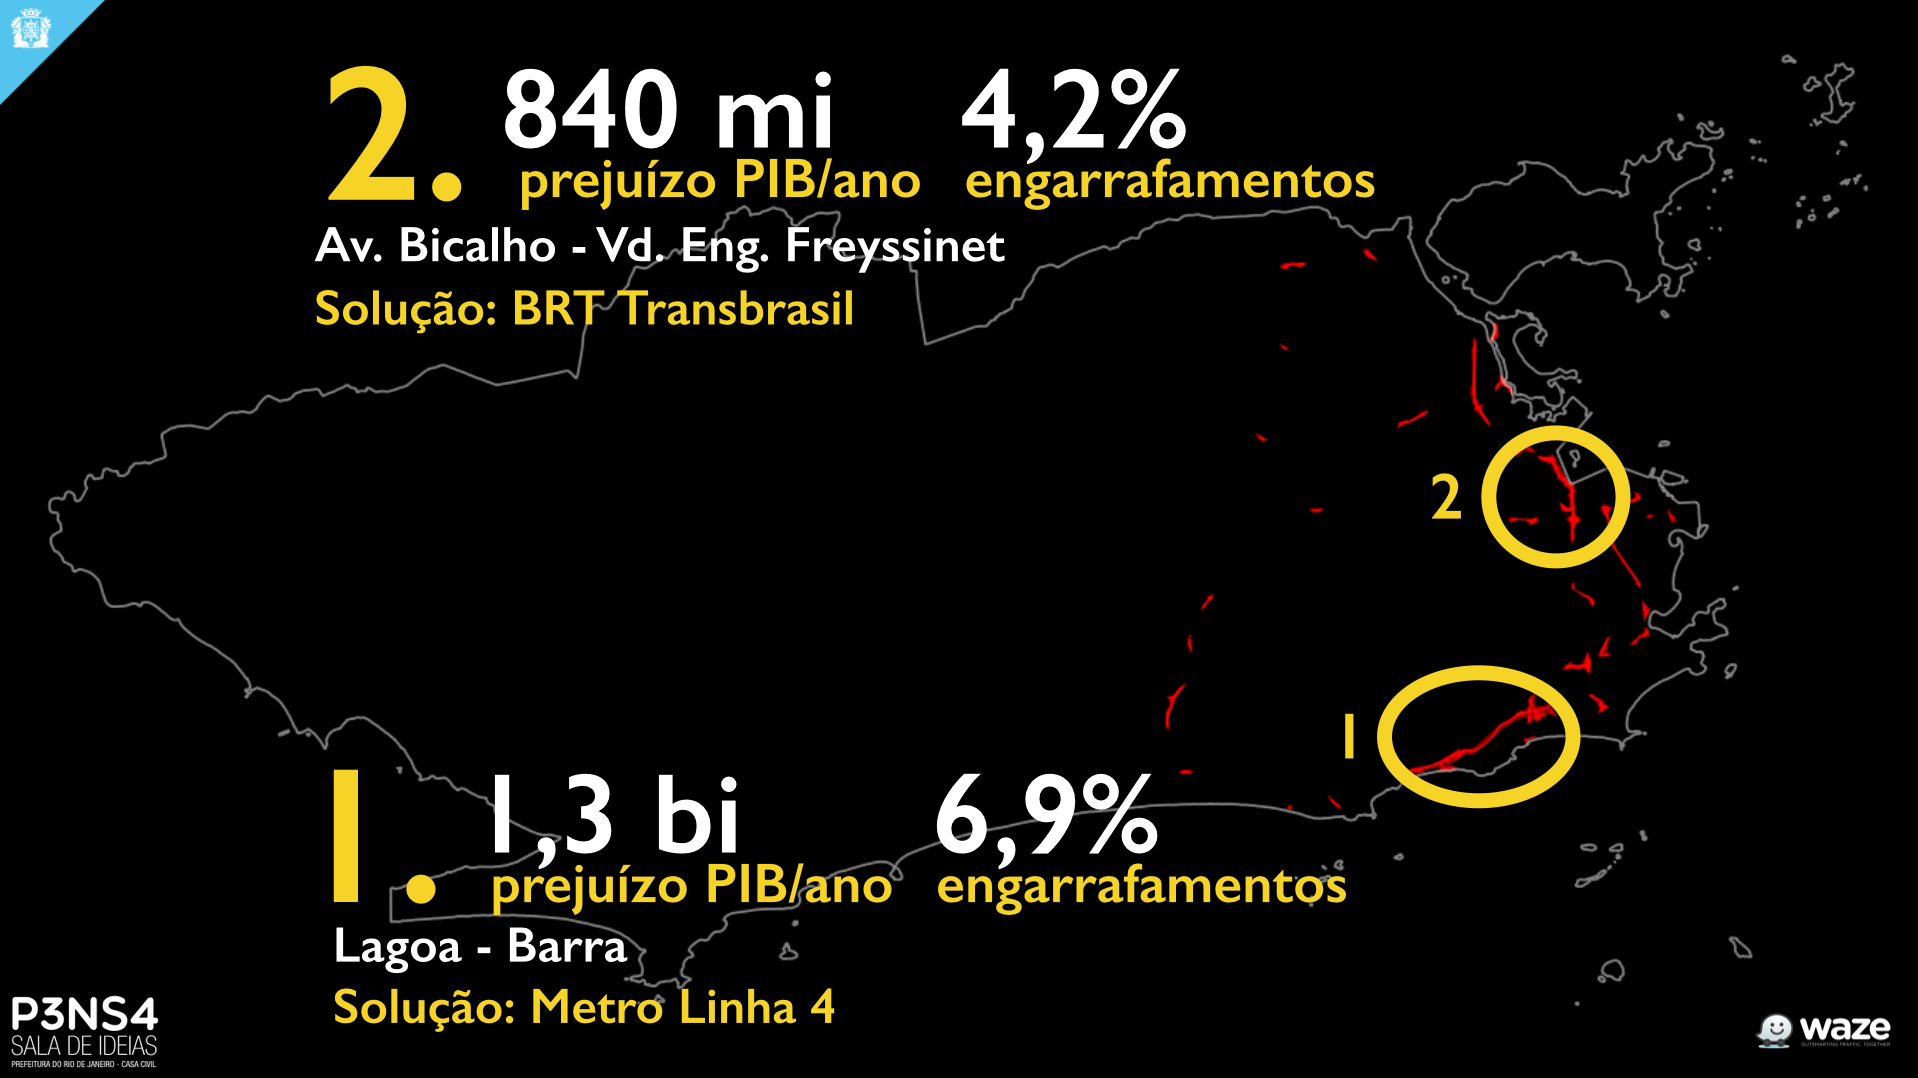 2.
840 mi 4,2%
prejuízo PIB/ano engarrafamentos
Av. Bicalho - Vd. Eng. Freyssinet
Solução: BRT Transbrasil
2
1
1.
1,3 bi 6,9%
prejuízo PIB/ano engarrafamentos
Lagoa - Barra
Solução: Metro Linha 4
P3NS4
SALA DE IDEIAS
PREFEITURA DO RIO DE JANEIRO - CASA CIVIL
waze
OUTSMARTING TRAFFIC, TOGETHER